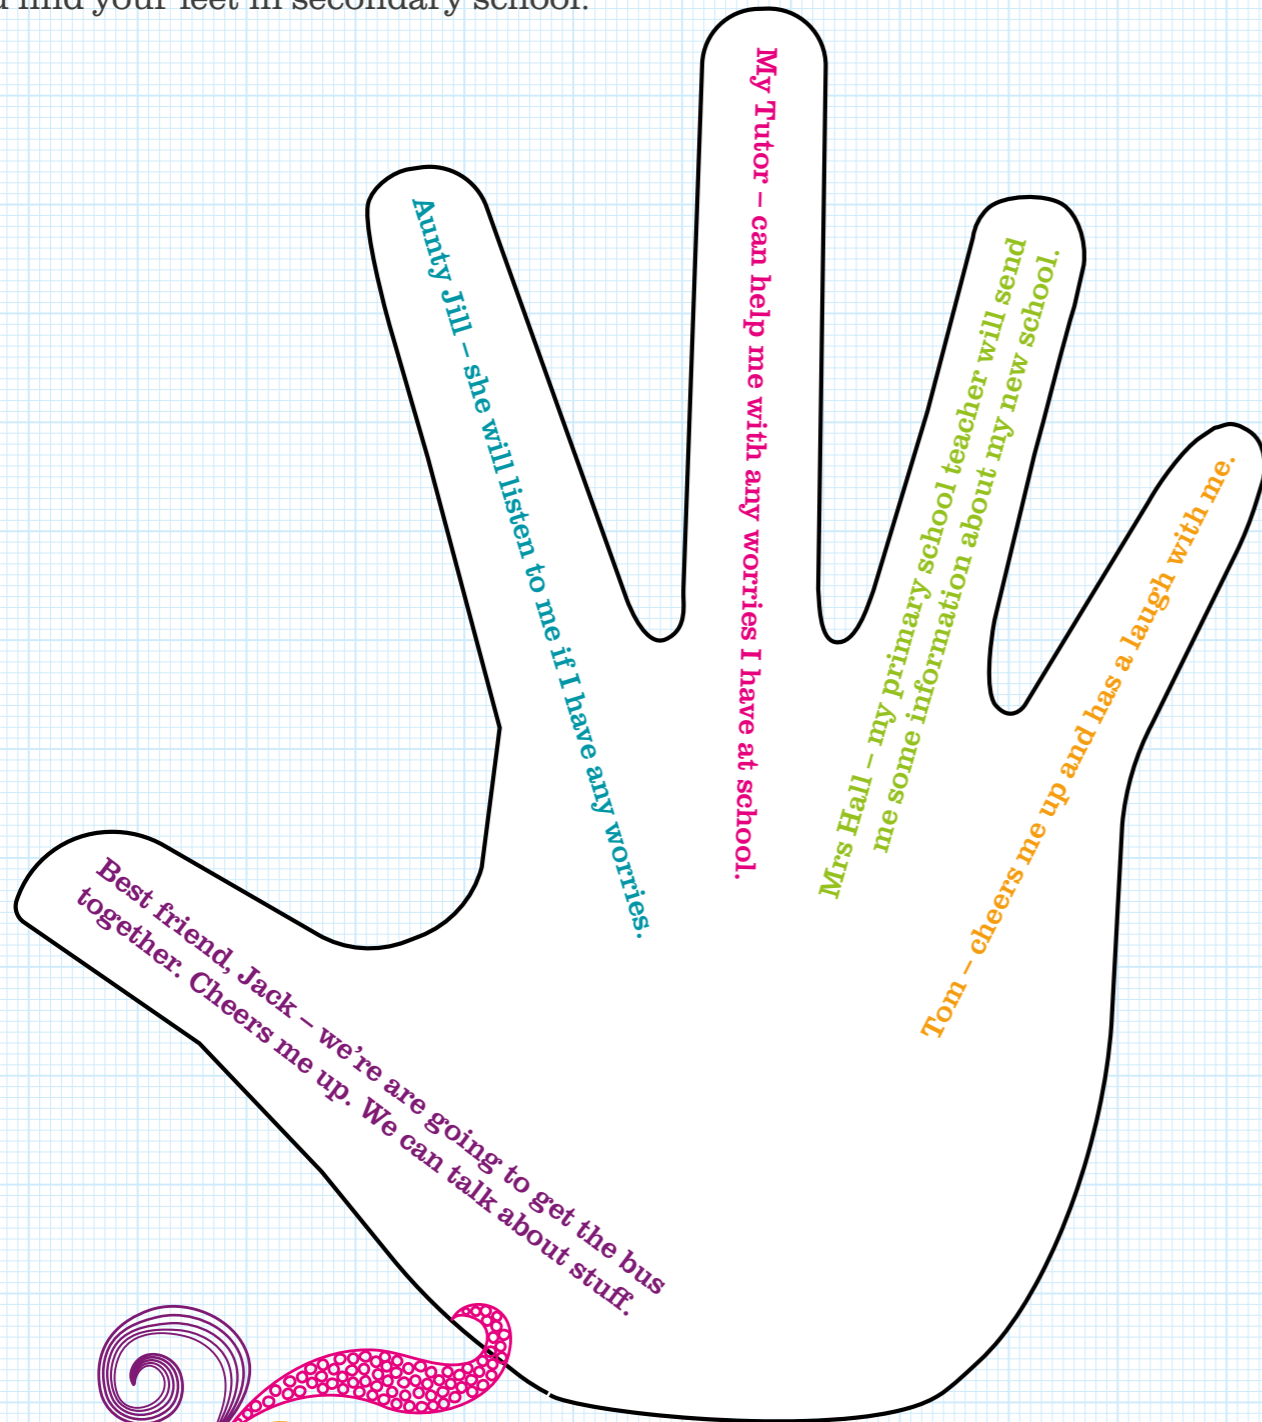 find your feet in secondary school.
My Tutor – can help me with any worries I have at school.
Aunty Jill – she will listen to me if I have any worries.
Mrs Hall – my primary school teacher will send
me some information about my new school.
Tom – cheers me up and has a laugh with me.
Best friend, Jack – we’re are going to get the bus
together. Cheers me up. We can talk about stuff.